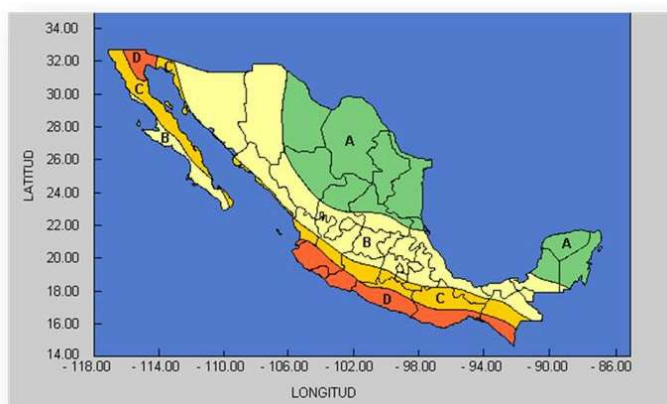 34.00
32.00
30.00
28.00
26.00
24.00
22.00
20.00
18.00
16.00
14.00
LATITUD
D
C
C
B
A
B
A
C
D
- 118.00 - 114.00 - 110.00 - 106.00 - 102.00 - 98.00 - 94.00 - 90.00 - 86.00
LONGITUD